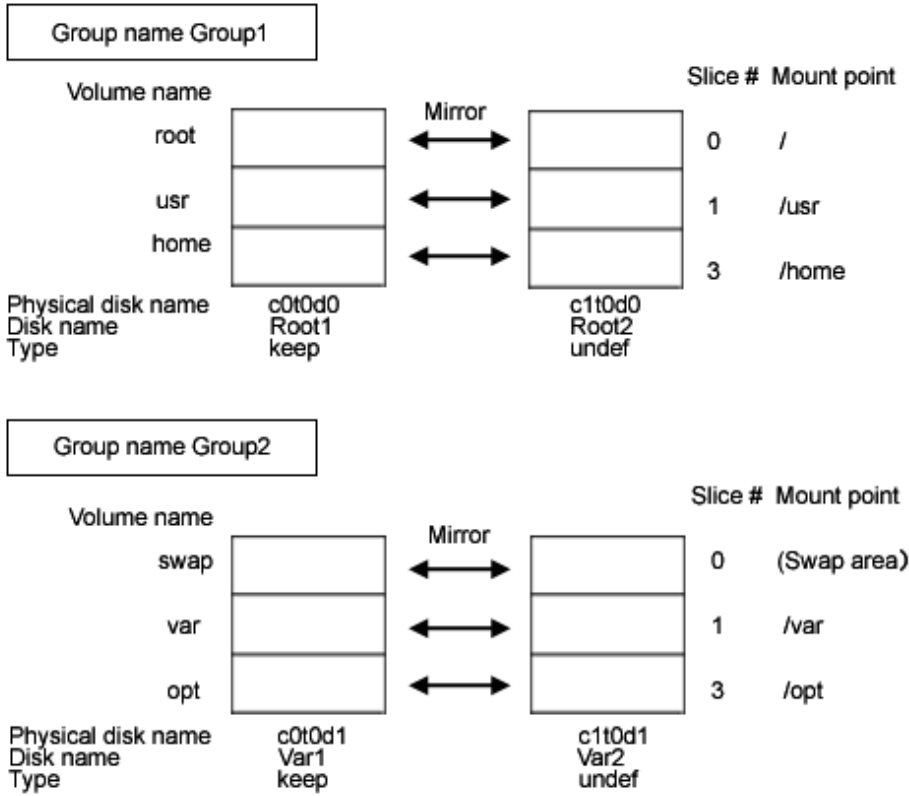 Group name Group1
Slice # Mount point
Volume name
Mirror
root 0 /
usr 1 /usr
home 3 /home
Physical disk name c0t0d0 c1t0d0
Disk name Root1 Root2
Type keep undef
Group name Group2
Slice # Mount point
Volume name
Mirror
swap 0 (Swap area)
var 1 /var
opt 3 /opt
Physical disk name c0t0d1 c1t0d1
Disk name Var1 Var2
Type keep undef